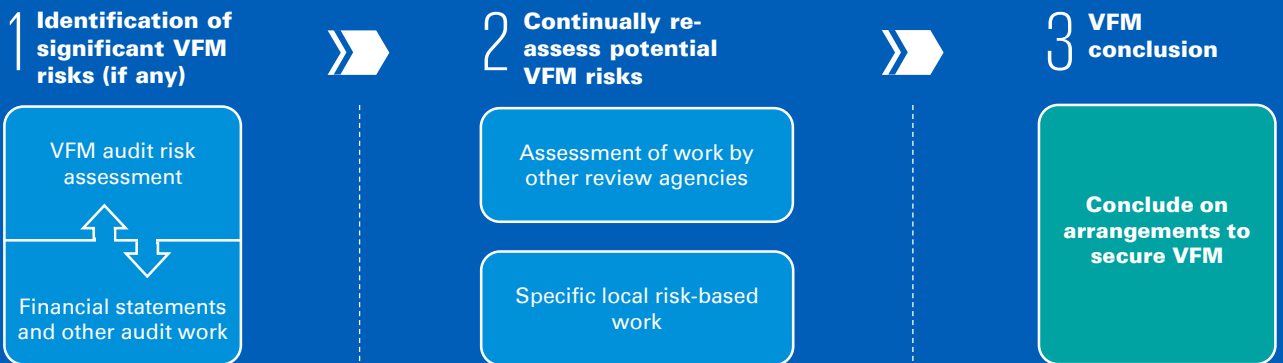 1
Identification of
significant VFM
risks (if any)
2
Continually re-
assess potential
VFM risks
3
VFM
conclusion
VFM audit risk
assessment
Financial statements
and other audit work
Assessment of work by
other review agencies
Specific local risk-based
work
Conclude on
arrangements to
secure VFM